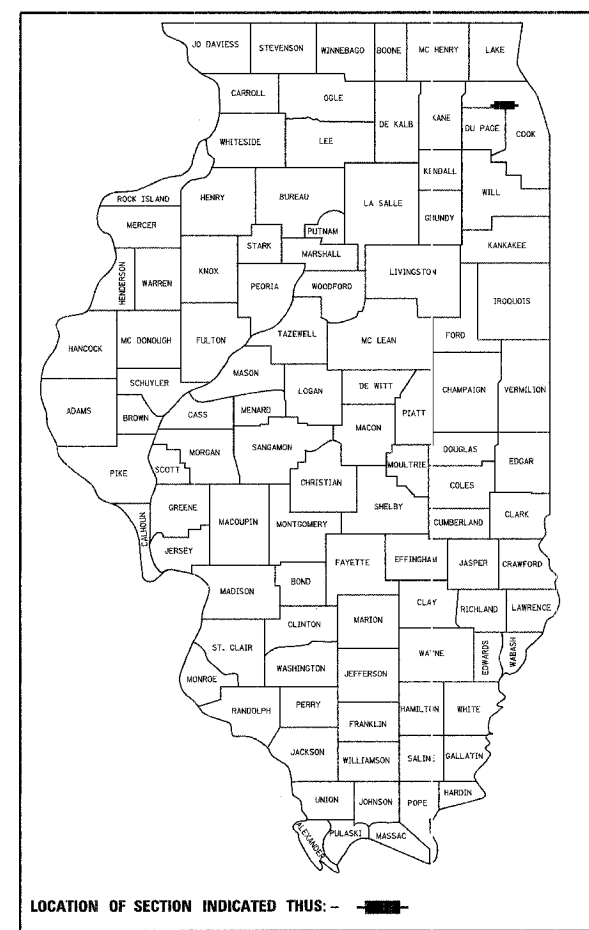 JO DAVIESS STEVENSON WINNEBAGO BOONE MC HENRY LAKE
CARROLL OGLE DE KALB KANE DU PAGE COOK
WHITESIDE LEE
KENDALL WILL
ROCK ISLAND HENRY BUREAU LA SALLE GRUNDY
MERCER PUTNAM
STARK MARSHALL KANKAKEE
HENDERSON WARREN KNOX PEORIA WOODFORD LIVINGSTON IROQUOIS
HANCOCK MC DONOUGH FULTON TAZEWELL MC LEAN FORD
MASON
SCHUYLER LOGAN DE WITT CHAMPAIGN VERMILION
ADAMS BROWN CASS MENARD PIATT
MACON
MORGAN SANGAMON DOUGLAS EDGAR
PIKE SCOTT CHRISTIAN MOULTRIE COLES
SHELBY
CALHOUN GREENE MACOUPIN MONTGOMERY CUMBERLAND CLARK
JERSEY FAYETTE EFFINGHAM JASPER CRAWFORD
MADISON BOND
CLAY RICHLAND LAWRENCE
CLINTON MARION
ST. CLAIR WAYNE EDWARDS WABASH
WASHINGTON JEFFERSON
MONROE
RANDOLPH PERRY HAMILTON WHITE
FRANKLIN
JACKSON WILLIAMSON SALINE GALLATIN
UNION JOHNSON POPE HARDIN
ALEXANDER PULASKI MASSAC
LOCATION OF SECTION INDICATED THUS: –